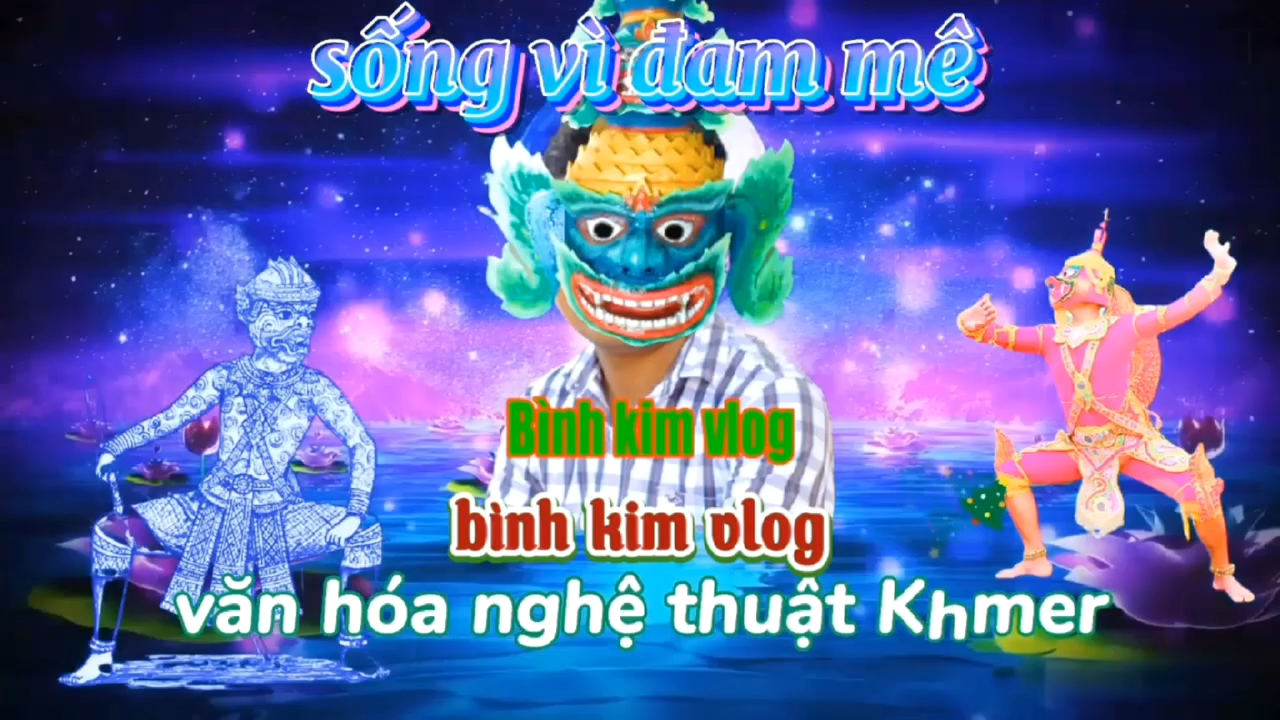 sống vì đam mê
Bình kim vlog
bình kim vlog
văn hóa nghệ thuật Khmer